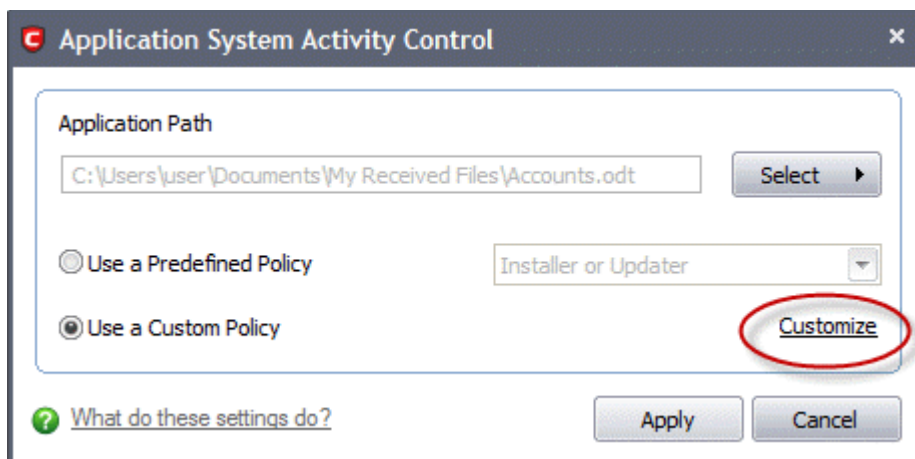 Application System Activity Control
Application Path
C:\Users\user\Documents\My Received Files\Accounts.odt
Select
Use a Predefined Policy
Installer or Updater
Use a Custom Policy
Customize
What do these settings do?
Apply
Cancel